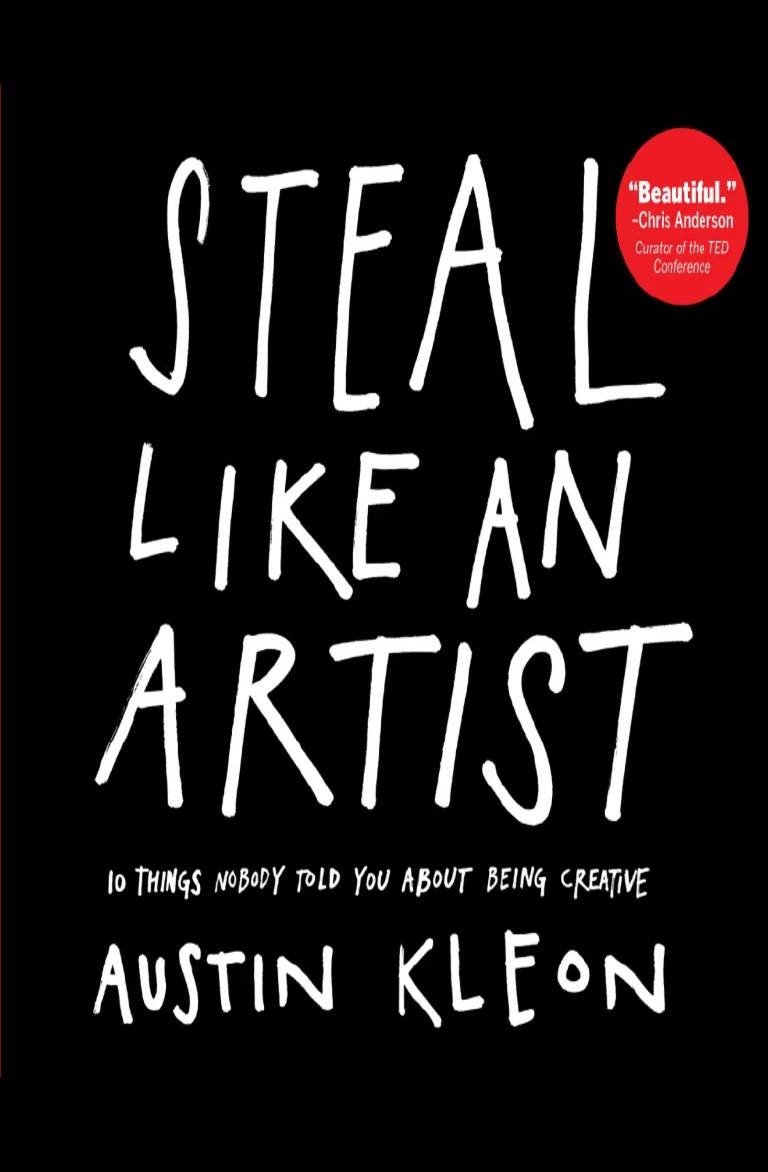 STEAL
LIKE AN
ARTIST
10 THINGS NOBODY TOLD YOU ABOUT BEING CREATIVE
AUSTIN KLEON
“Beautiful.”
–Chris Anderson
Curator of the TED
Conference